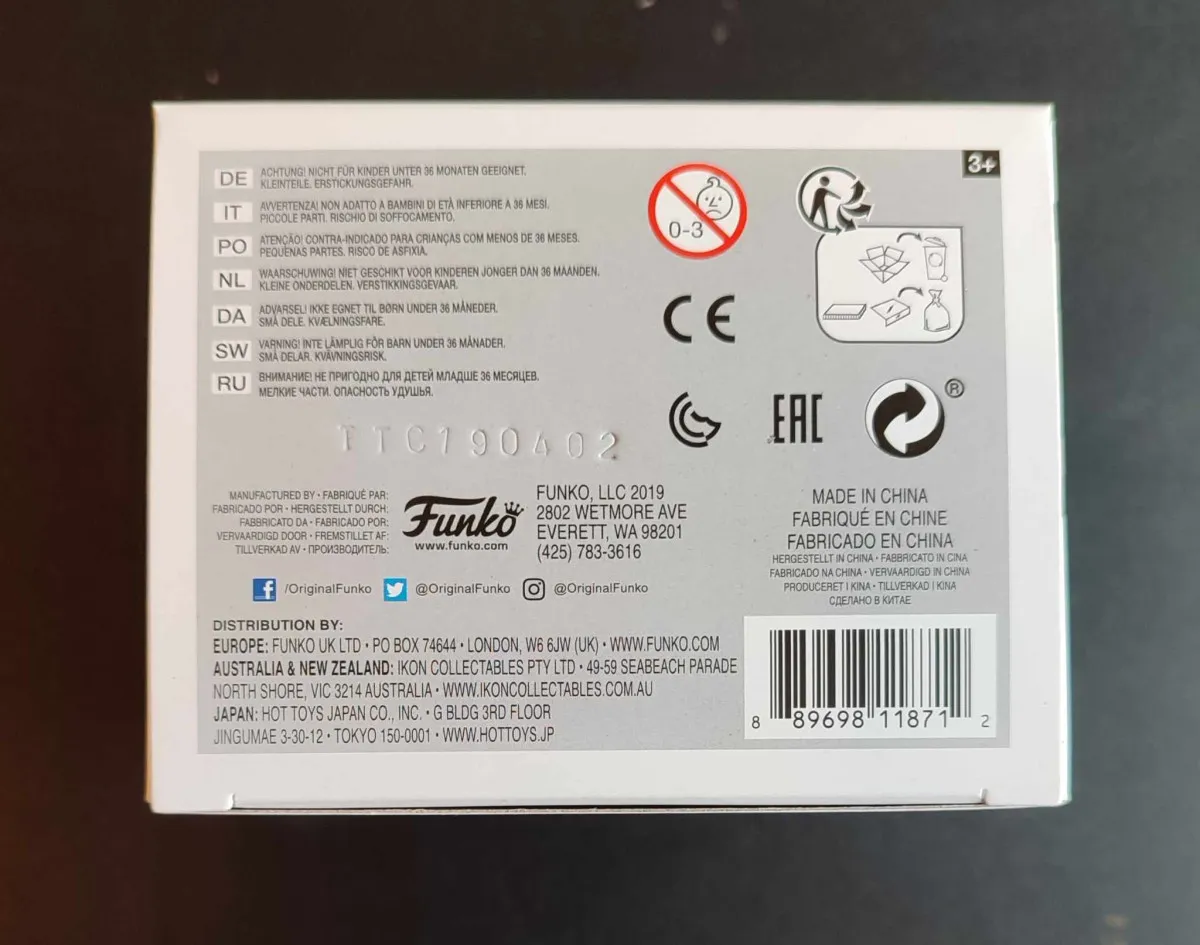 3+
DE ACHTUNG! NICHT FÜR KINDER UNTER 36 MONATEN GEEIGNET.
KLEINTEILE. ERSTICKUNGSGEFAHR.
IT AVVERTENZA! NON ADATTO A BAMBINI DI ETÀ INFERIORE A 36 MESI.
PICCOLE PARTI. RISCHIO DI SOFFOCAMENTO.
PO ATENÇÃO! CONTRA-INDICADO PARA CRIANÇAS COM MENOS DE 36 MESES.
PEQUENAS PARTES. RISCO DE ASFIXIA.
NL WAARSCHUWING! NIET GESCHIKT VOOR KINDEREN JONGER DAN 36 MAANDEN.
KLEINE ONDERDELEN. VERSTIKKINGSGEVAAR.
DA ADVARSEL! IKKE EGNET TIL BØRN UNDER 36 MÅNEDER.
SMÅ DELE. KVÆLNINGSFARE.
SW VARNING! INTE LÄMPLIG FÖR BARN UNDER 36 MÅNADER.
SMÅ DELAR. KVÄVNINGSRISK.
RU ВНИМАНИЕ! НЕ ПРИГОДНО ДЛЯ ДЕТЕЙ МЛАДШЕ 36 МЕСЯЦЕВ.
МЕЛКИЕ ЧАСТИ. ОПАСНОСТЬ УДУШЬЯ.
0-3
CE
EAC
®
TTC190402
MANUFACTURED BY • FABRIQUÉ PAR:
FABRICADO POR • HERGESTELLT DURCH:
FABBRICATO DA • FABRICADO POR:
VERVAARDIGD DOOR • FREMSTILLET AF:
TILLVERKAD AV • ПРОИЗВОДИТЕЛЬ:
Funko
www.funko.com
FUNKO, LLC 2019
2802 WETMORE AVE
EVERETT, WA 98201
(425) 783-3616
MADE IN CHINA
FABRIQUÉ EN CHINE
FABRICADO EN CHINA
HERGESTELLT IN CHINA • FABBRICATO IN CINA
FABRICADO NA CHINA • VERVAARDIGD IN CHINA
PRODUCERET I KINA • TILLVERKAD I KINA
СДЕЛАНО В КИТАЕ
f /OriginalFunko @OriginalFunko @OriginalFunko
DISTRIBUTION BY:
EUROPE: FUNKO UK LTD • PO BOX 74644 • LONDON, W6 6JW (UK) • WWW.FUNKO.COM
AUSTRALIA & NEW ZEALAND: IKON COLLECTABLES PTY LTD • 49-59 SEABEACH PARADE
NORTH SHORE, VIC 3214 AUSTRALIA • WWW.IKONCOLLECTABLES.COM.AU
JAPAN: HOT TOYS JAPAN CO., INC. • G BLDG 3RD FLOOR
JINGUMAE 3-30-12 • TOKYO 150-0001 • WWW.HOTTOYS.JP
8 89698 11871 2